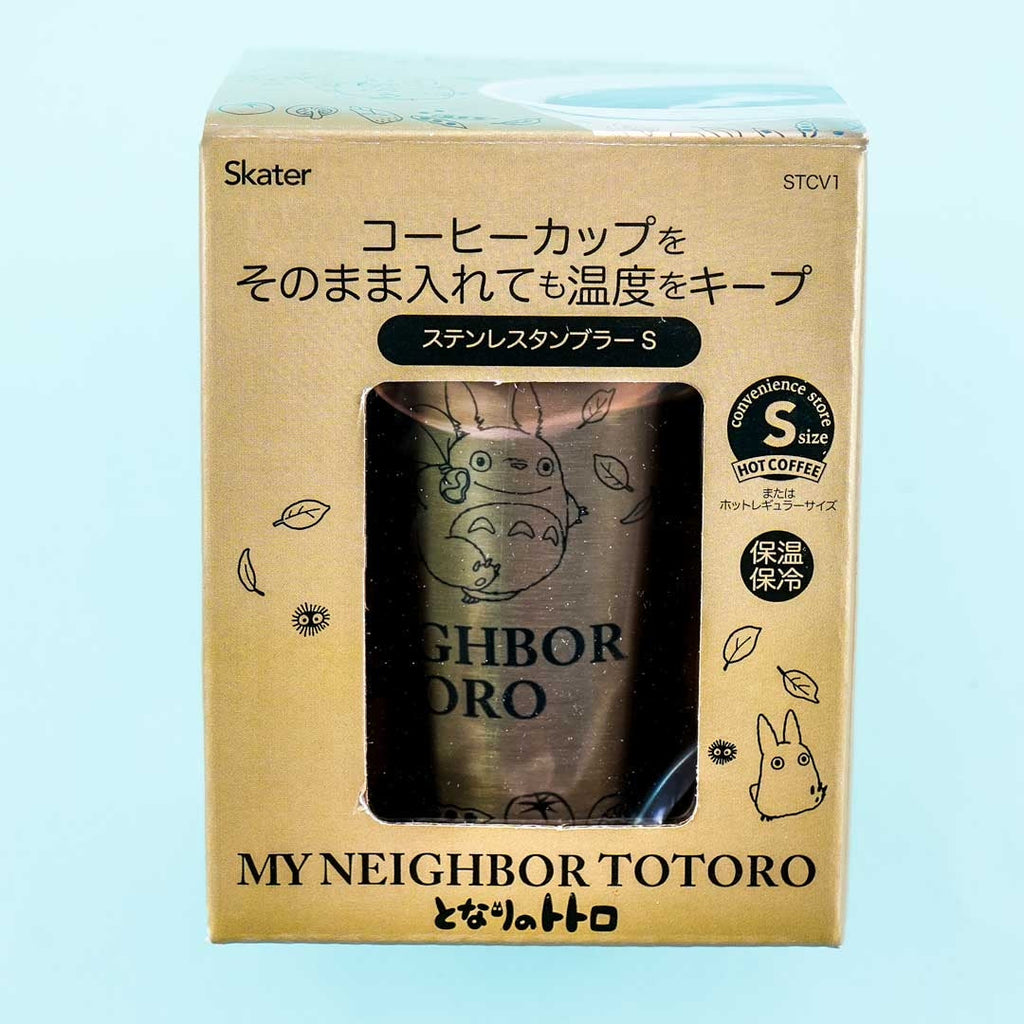 Skater
STCV1
コーヒーカップを
そのまま入れても温度をキープ
ステンレスタンブラー S
convenience store
S size
HOT COFFEE
または
ホットレギュラーサイズ
保温
保冷
GHBOR
ORO
MY NEIGHBOR TOTORO
となりのトトロ